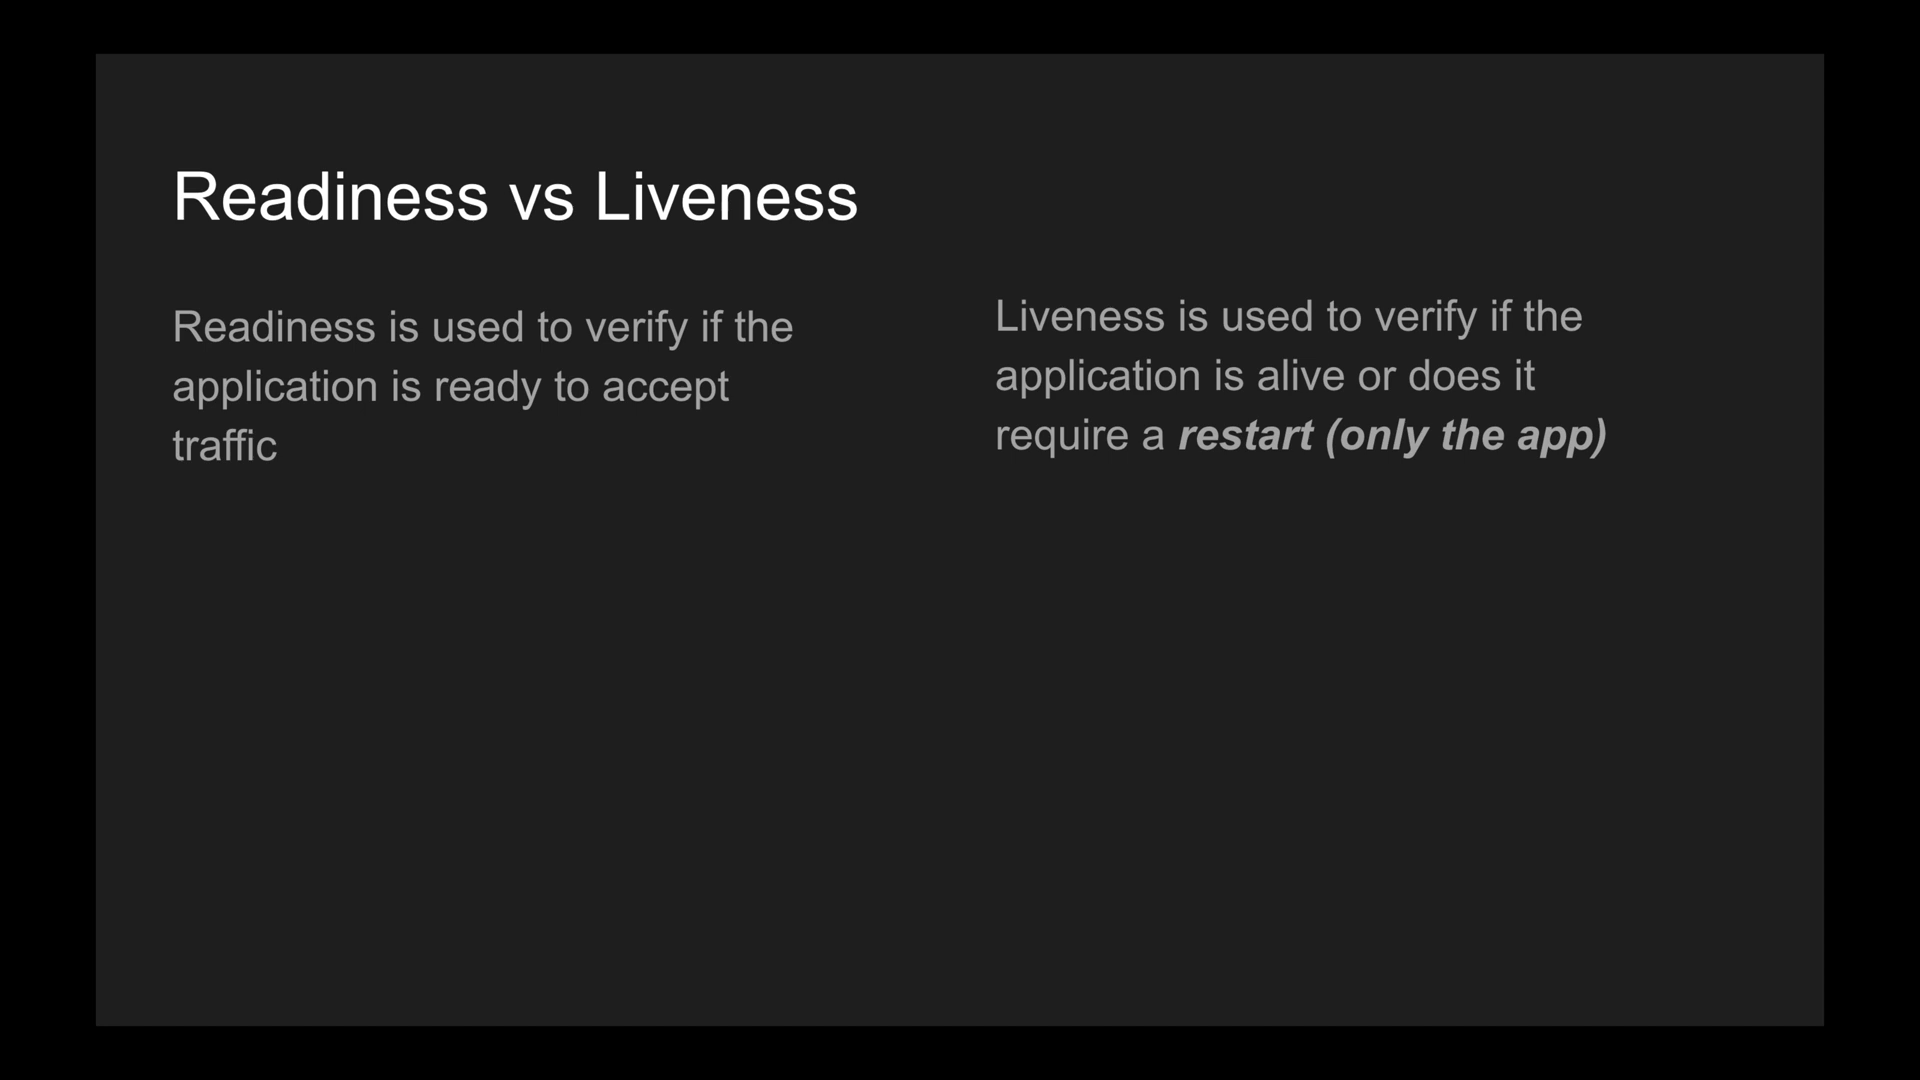 Readiness vs Liveness
Readiness is used to verify if the
application is ready to accept
traffic
Liveness is used to verify if the
application is alive or does it
require a restart (only the app)